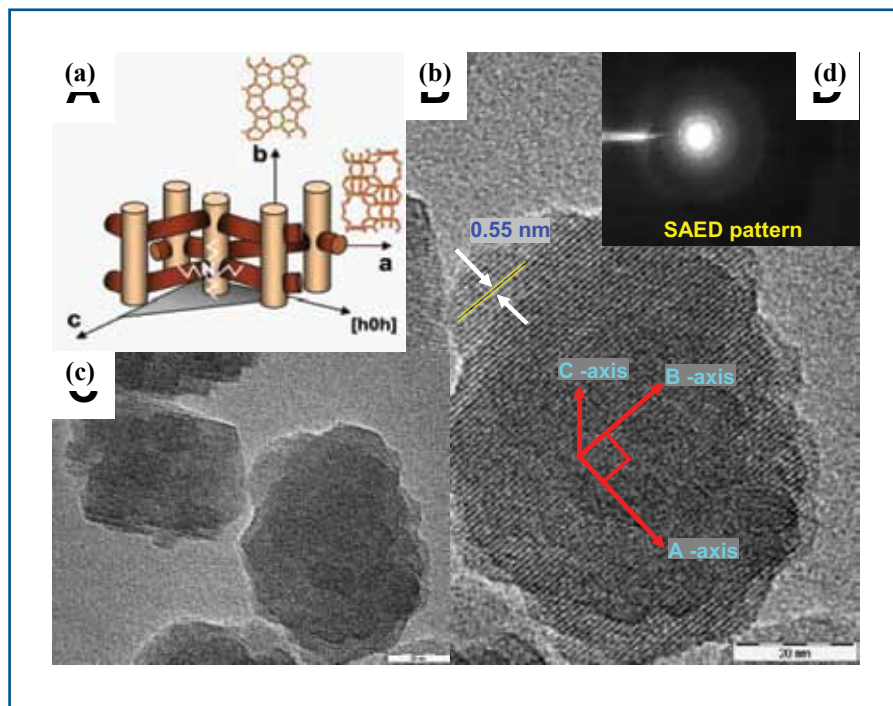 (a)
b
a
c
[h0h]
N
(b)
0.55 nm
C -axis
B -axis
A -axis
20 nm
(c)
(d)
SAED pattern